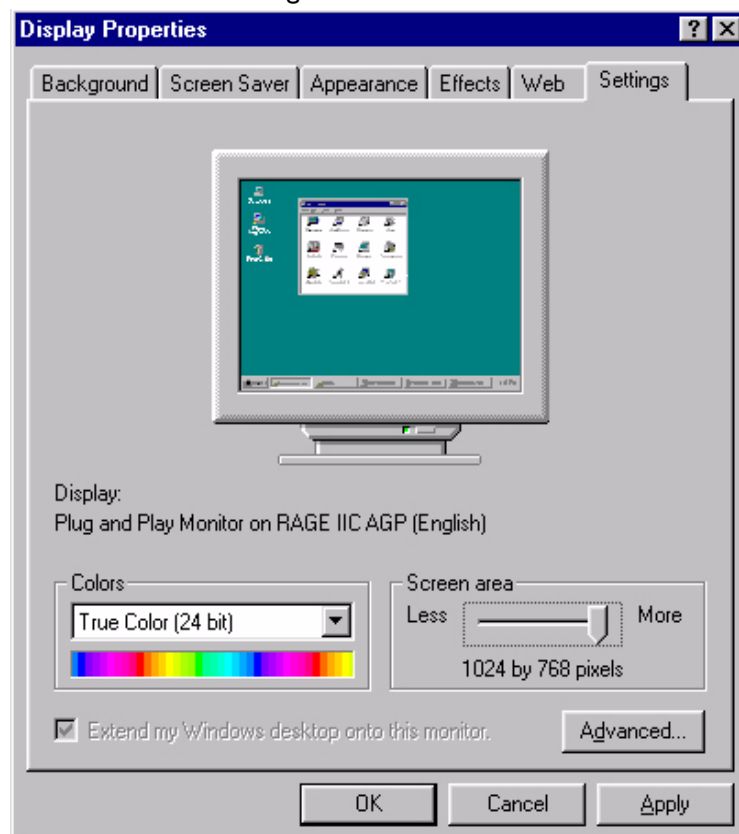 Display Properties
Background Screen Saver Appearance Effects Web Settings
Display:
Plug and Play Monitor on RAGE IIC AGP (English)
Colors
True Color (24 bit)
Screen area
Less More
1024 by 768 pixels
Extend my Windows desktop onto this monitor.
Advanced...
OK Cancel Apply